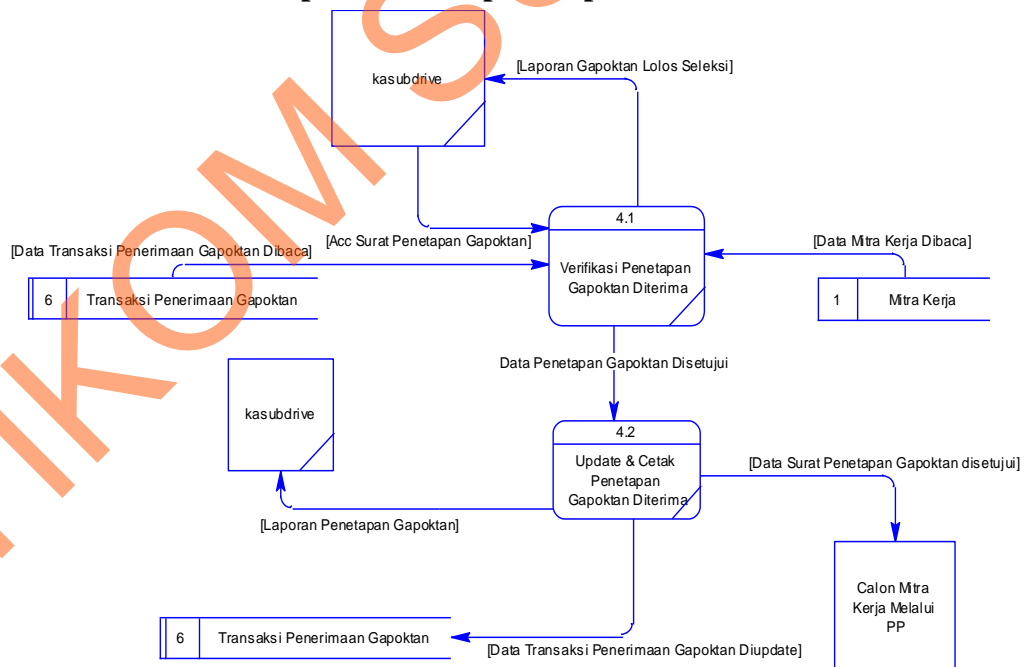 kasubdrive
[Laporan Gapoktan Lolos Seleksi]
4.1
[Acc Surat Penetapan Gapoktan]
[Data Transaksi Penerimaan Gapoktan Dibaca]
[Data Mitra Kerja Dibaca]
Verifikasi Penetapan
Gapoktan Diterima
6 Transaksi Penerimaan Gapoktan
1 Mitra Kerja
Data Penetapan Gapoktan Disetujui
kasubdrive
4.2
Update & Cetak
Penetapan
Gapoktan Diterima
[Data Surat Penetapan Gapoktan disetujui]
[Laporan Penetapan Gapoktan]
Calon Mitra
Kerja Melalui
PP
6 Transaksi Penerimaan Gapoktan
[Data Transaksi Penerimaan Gapoktan Diupdate]
IKOM S